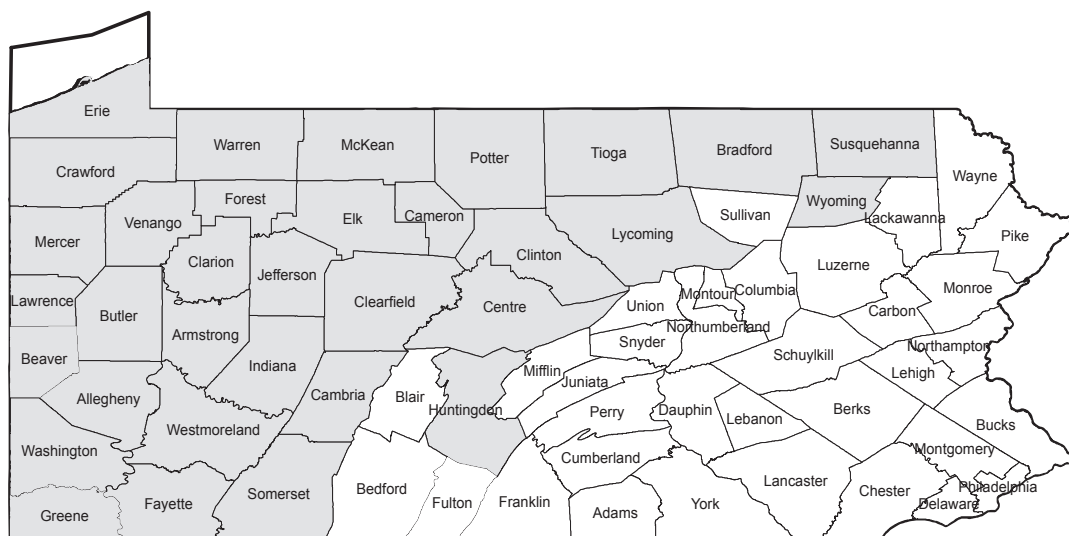 Erie
Crawford
Warren
McKean
Potter
Tioga
Bradford
Susquehanna
Wayne
Forest
Venango
Elk
Cameron
Sullivan
Wyoming
Lackawanna
Pike
Mercer
Clarion
Clinton
Lycoming
Luzerne
Jefferson
Monroe
Lawrence
Butler
Clearfield
Centre
Union
Montour
Columbia
Carbon
Armstrong
Northumberland
Beaver
Indiana
Snyder
Schuylkill
Northampton
Mifflin
Lehigh
Allegheny
Cambria
Blair
Huntingdon
Juniata
Westmoreland
Perry
Dauphin
Lebanon
Berks
Bucks
Washington
Cumberland
Montgomery
Somerset
Bedford
Fayette
Fulton
Franklin
Lancaster
Chester
Philadelphia
Greene
Adams
York
Delaware